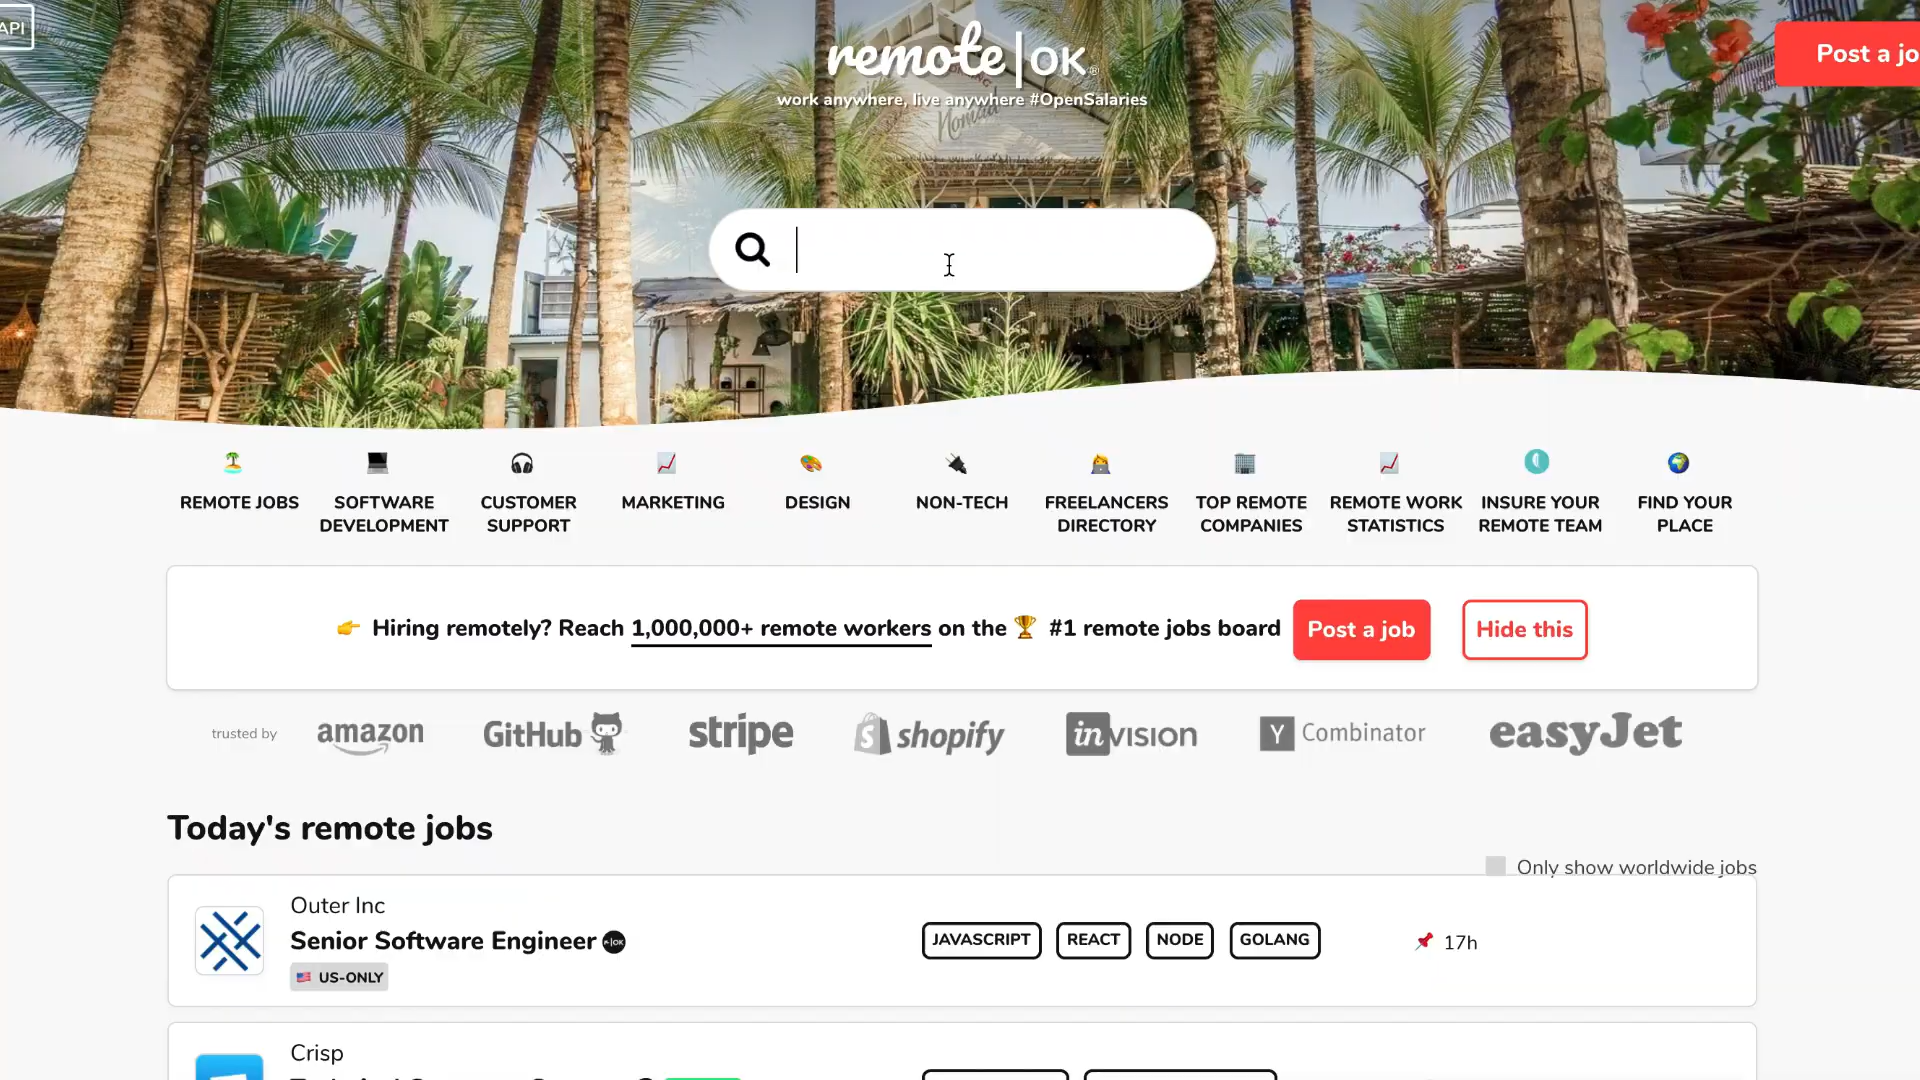 API
remote|OK®
work anywhere, live anywhere #OpenSalaries
Nomad
Post a jo
REMOTE JOBS
SOFTWARE DEVELOPMENT
CUSTOMER SUPPORT
MARKETING
DESIGN
NON-TECH
FREELANCERS DIRECTORY
TOP REMOTE COMPANIES
REMOTE WORK STATISTICS
INSURE YOUR REMOTE TEAM
FIND YOUR PLACE
👉 Hiring remotely? Reach 1,000,000+ remote workers on the 🏆 #1 remote jobs board
Post a job
Hide this
trusted by
amazon
GitHub
stripe
shopify
inVISION
Y Combinator
easyJet
Today's remote jobs
Only show worldwide jobs
Outer Inc
Senior Software Engineer
🇺🇸 US-ONLY
JAVASCRIPT REACT NODE GOLANG
📌 17h
Crisp